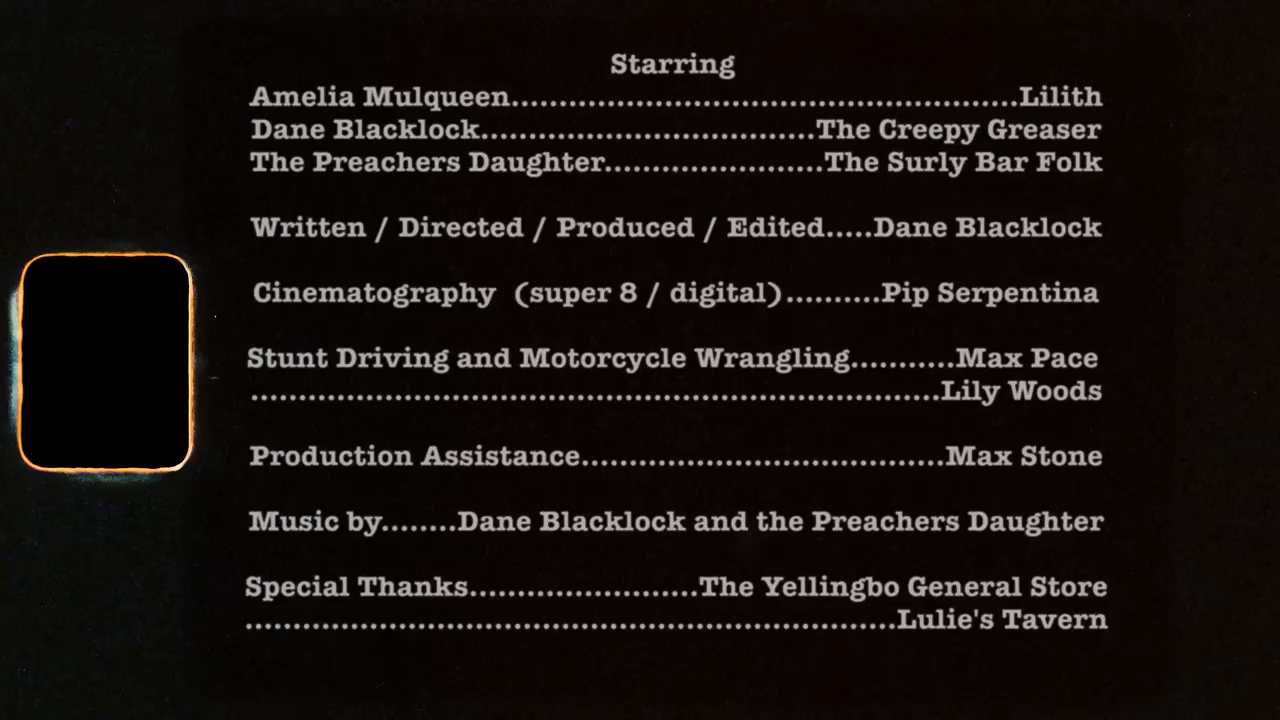 Starring
Amelia Mulqueen......................................................Lilith
Dane Blacklock...................................The Creepy Greaser
The Preachers Daughter.......................The Surly Bar Folk
Written / Directed / Produced / Edited.....Dane Blacklock
Cinematography (super 8 / digital)..........Pip Serpentina
Stunt Driving and Motorcycle Wrangling...........Max Pace
.........................................................................Lily Woods
Production Assistance......................................Max Stone
Music by........Dane Blacklock and the Preachers Daughter
Special Thanks........................The Yellingbo General Store
.....................................................................Lulie's Tavern